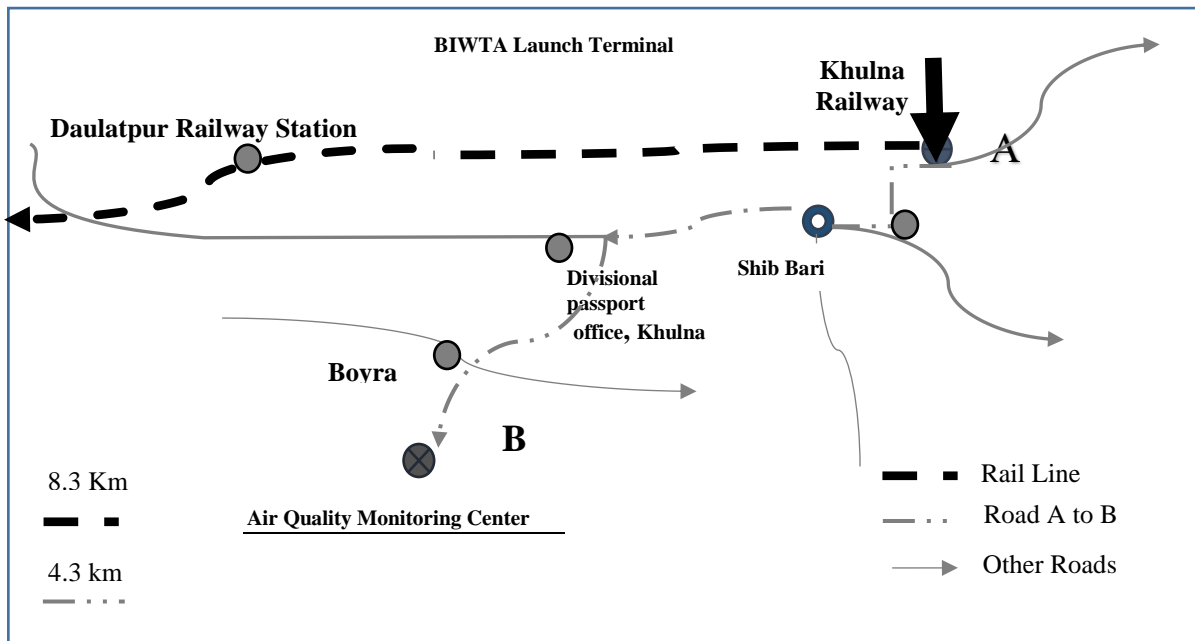 BIWTA Launch Terminal
Khulna
Railway
Daulatpur Railway Station
A
Shib Bari
Divisional
passport
office, Khulna
Boyra
B
8.3 Km
Rail Line
Road A to B
Air Quality Monitoring Center
4.3 km
Other Roads